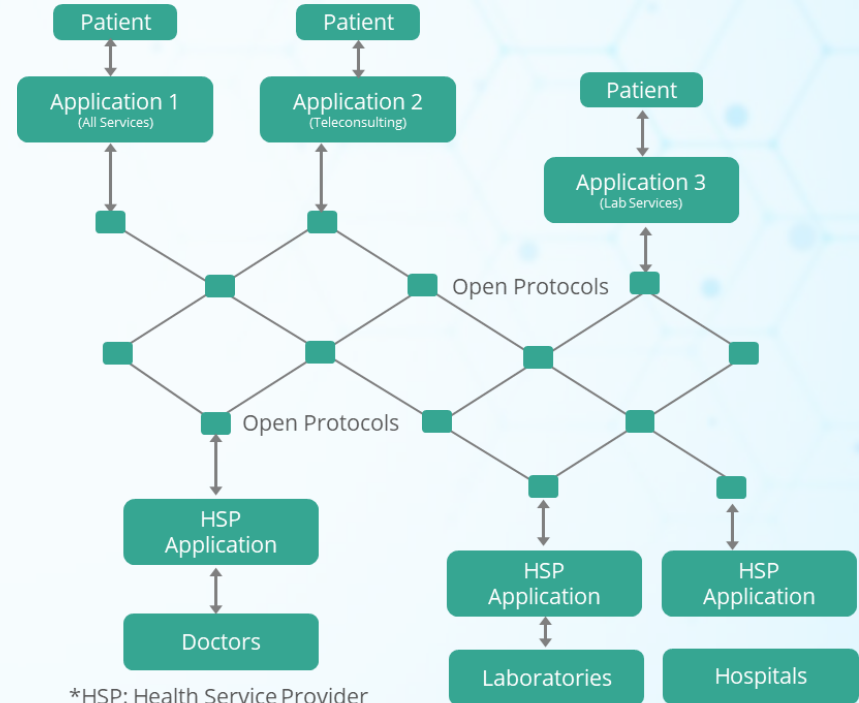 Patient
Patient
Application 1
(All Services)
Application 2
(Teleconsulting)
Patient
Application 3
(Lab Services)
Open Protocols
Open Protocols
HSP
Application
HSP
Application
HSP
Application
Doctors
Laboratories
Hospitals
*HSP: Health Service Provider